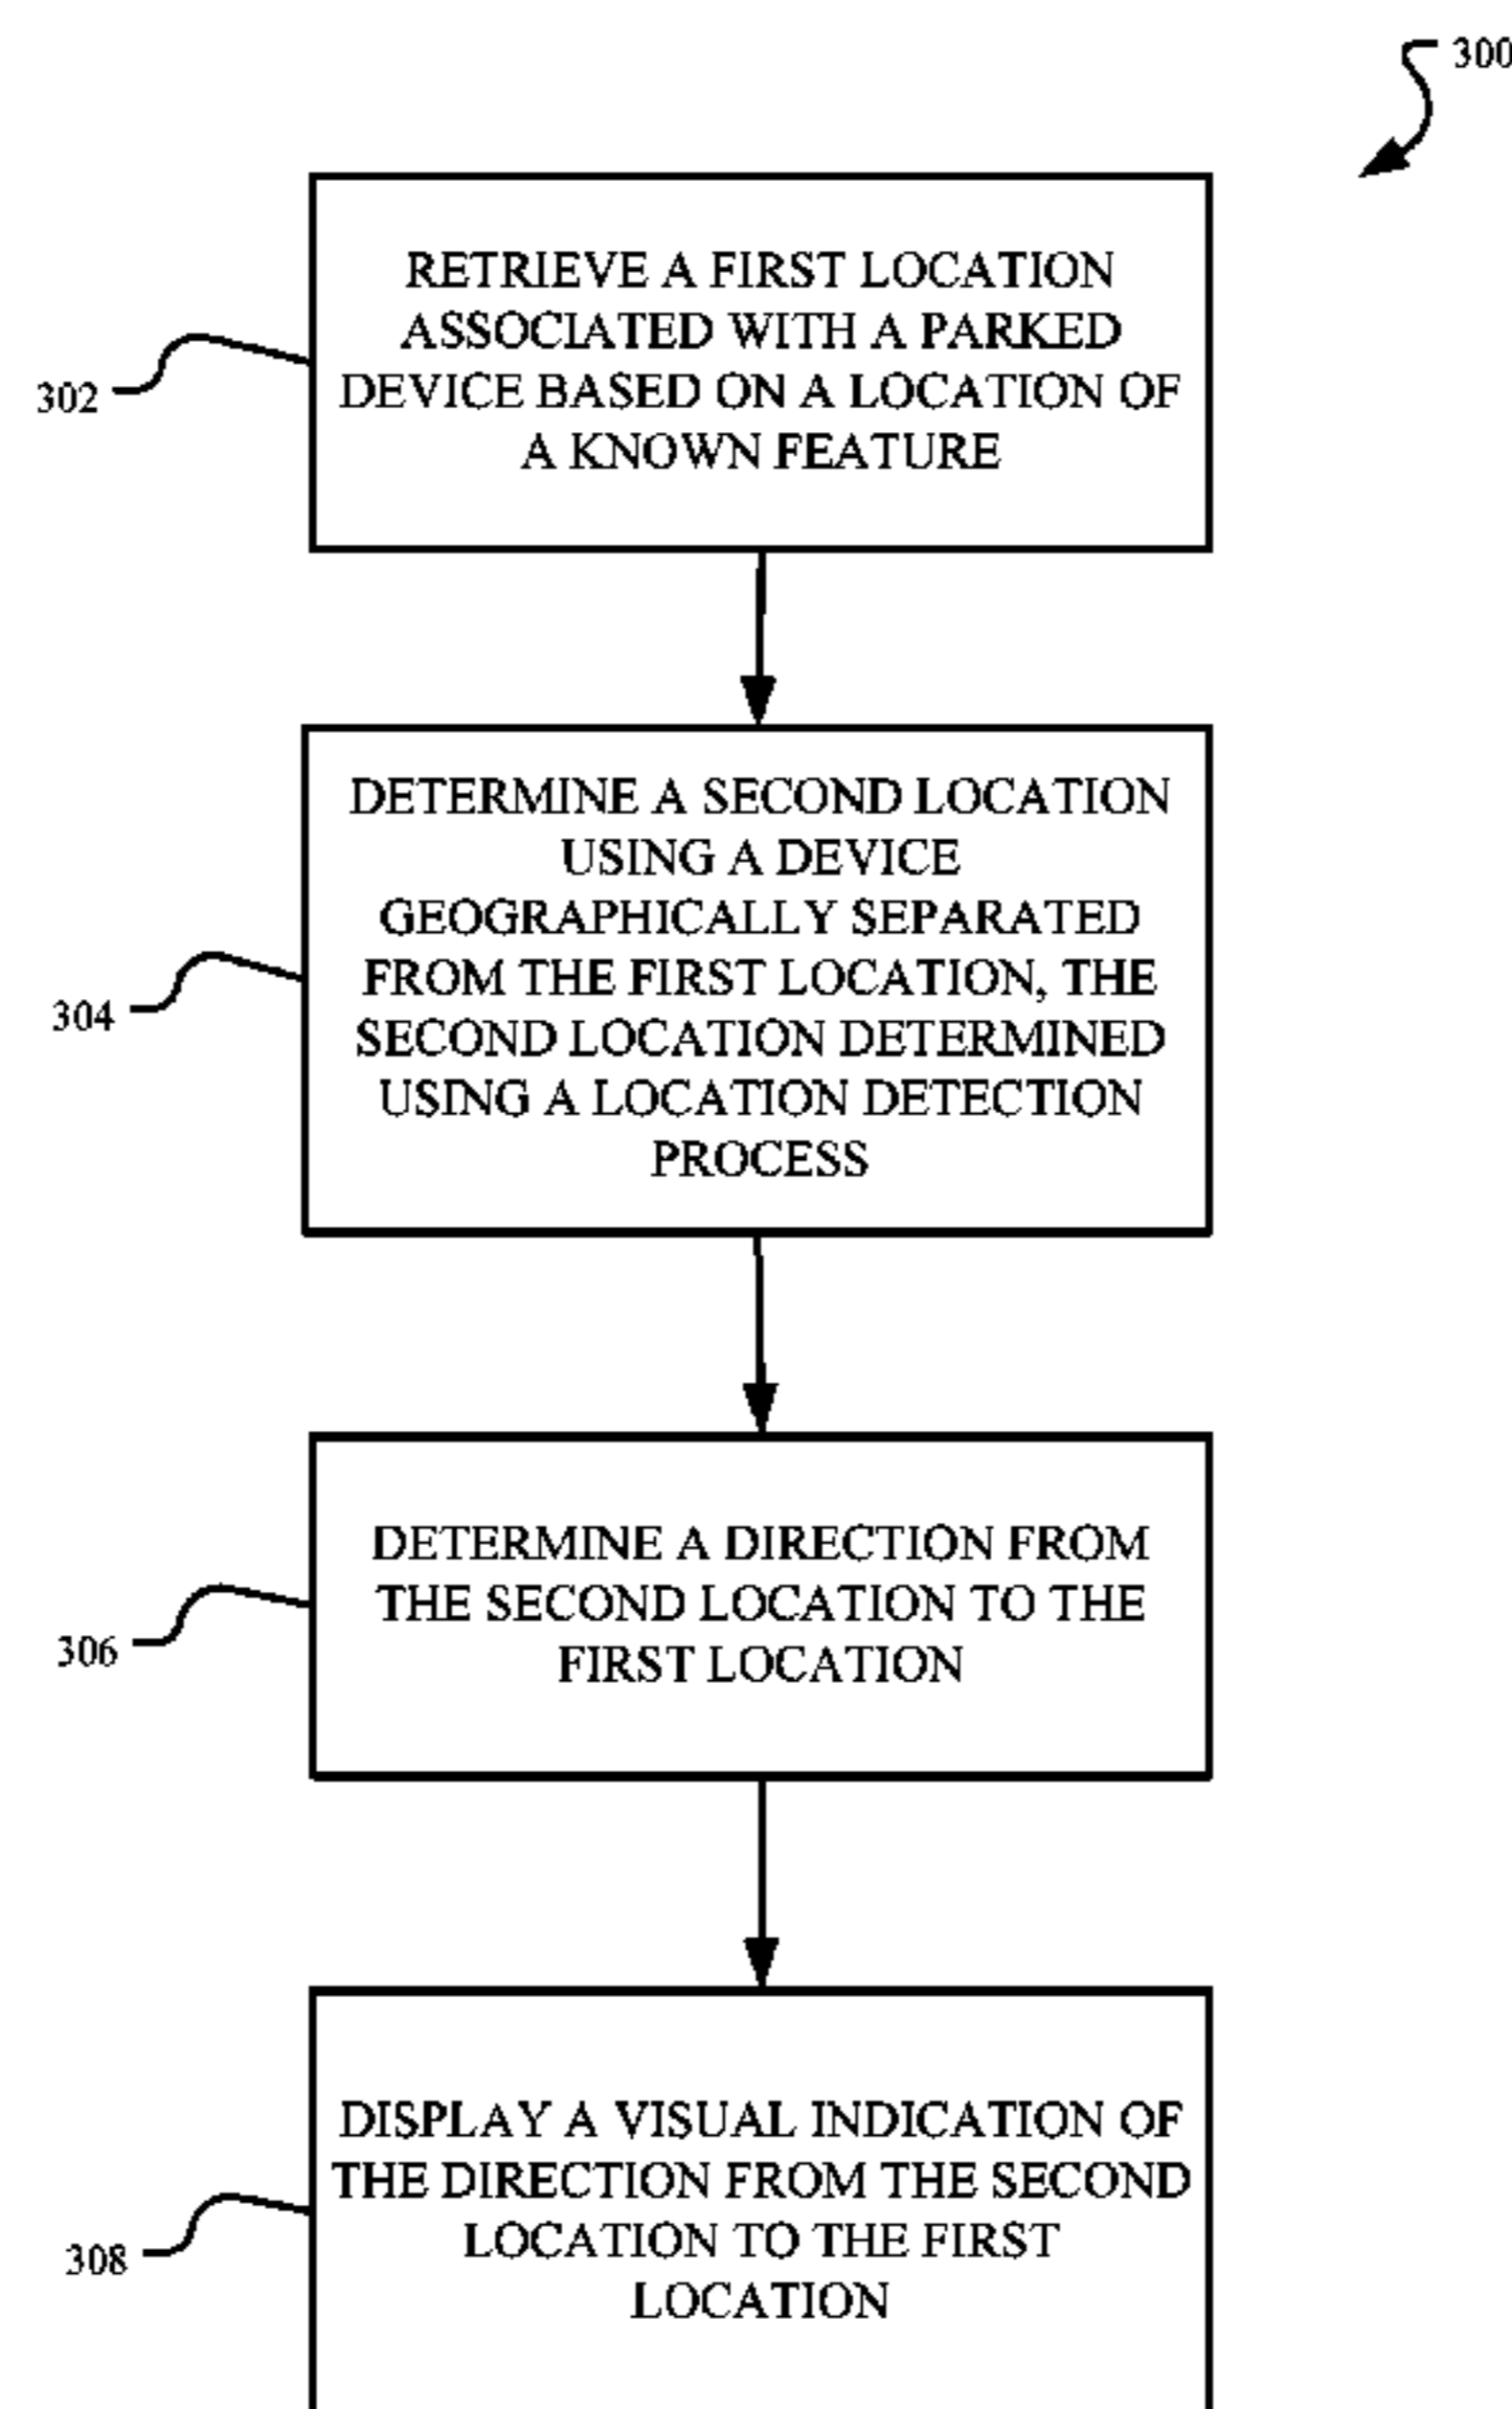 300
RETRIEVE A FIRST LOCATION
ASSOCIATED WITH A PARKED
DEVICE BASED ON A LOCATION OF
A KNOWN FEATURE
302
DETERMINE A SECOND LOCATION
USING A DEVICE
GEOGRAPHICALLY SEPARATED
FROM THE FIRST LOCATION, THE
SECOND LOCATION DETERMINED
USING A LOCATION DETECTION
PROCESS
304
DETERMINE A DIRECTION FROM
THE SECOND LOCATION TO THE
FIRST LOCATION
306
DISPLAY A VISUAL INDICATION OF
THE DIRECTION FROM THE SECOND
LOCATION TO THE FIRST
LOCATION
308